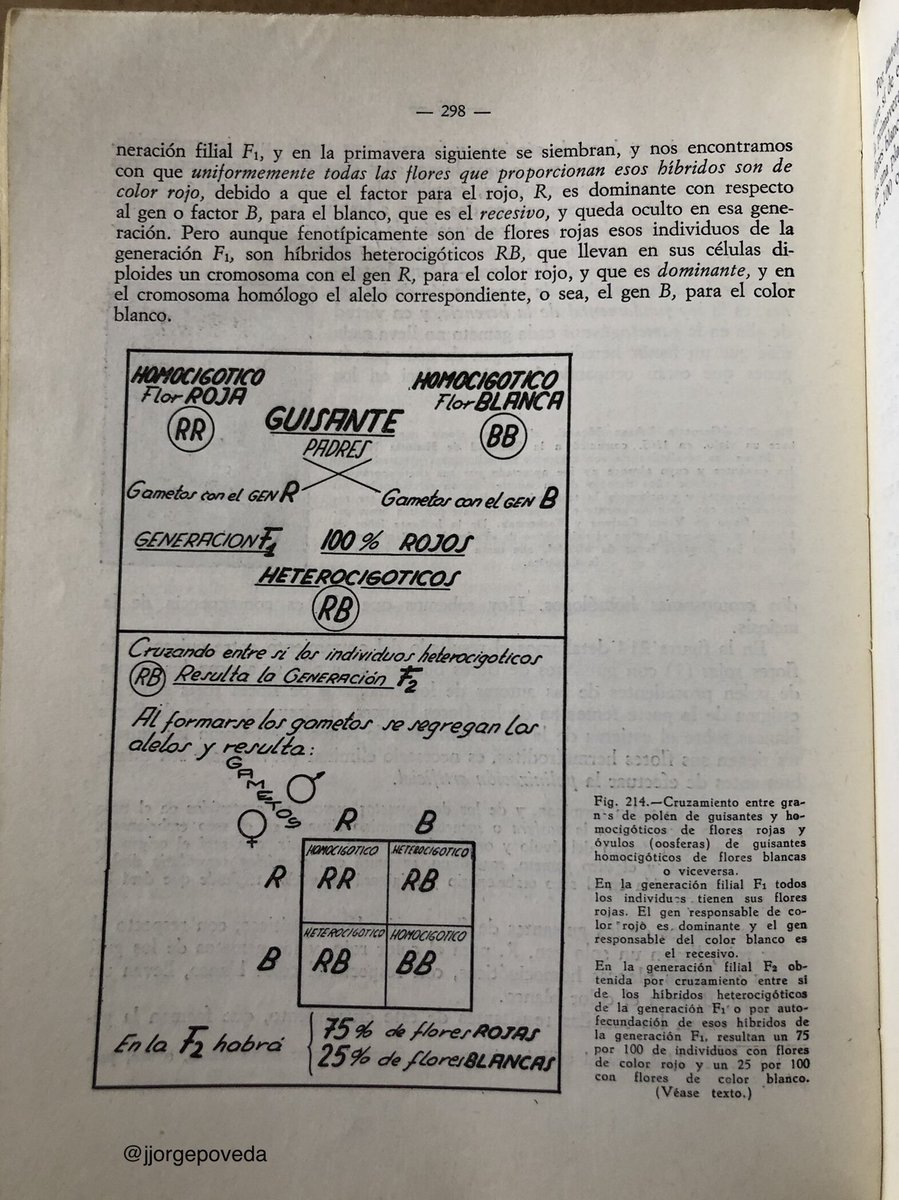 — 298 —
neración filial F₁, y en la primavera siguiente se siembran, y nos encontramos
con que uniformemente todas las flores que proporcionan esos híbridos son de
color rojo, debido a que el factor para el rojo, R, es dominante con respecto
al gen o factor B, para el blanco, que es el recesivo, y queda oculto en esa gene-
ración. Pero aunque fenotípicamente son de flores rojas esos individuos de la
generación F₁, son híbridos heterocigóticos RB, que llevan en sus células di-
ploides un cromosoma con el gen R, para el color rojo, y que es dominante, y en
el cromosoma homólogo el alelo correspondiente, o sea, el gen B, para el color
blanco.
HOMOCIGOTICO
Flor ROJA
RR
HOMOCIGOTICO
Flor BLANCA
BB
GUISANTE
PADRES
Gametos con el GEN R
Gametos con el GEN B
GENERACION F₁ 100 % ROJOS
HETEROCIGOTICOS
RB
Cruzando entre si los individuos heterocigoticos
RB Resulta la GENERACIÓN F₂
Al formarse los gametos se segregan los
alelos y resulta:
GAMETOS
♂
♀
R B
HOMOCIGOTICO HETEROCIGOTICO
R RR RB
HETEROCIGOTICO HOMOCIGOTICO
B RB BB
En la F₂ habrá
75 % de flores ROJAS
25 % de flores BLANCAS
Fig. 214.—Cruzamiento entre gra-
n s de polén de guisantes y ho-
mocigóticos de flores rojas y
óvulos (oosferas) de guisantes
homocigóticos de flores blancas
o viceversa.
En la generación filial F₁ todos
los individu s tienen sus flores
rojas. El gen responsable de co-
lor rojo es dominante y el gen
responsable del color blanco es
el recesivo.
En la generación filial F₂ ob-
tenida por cruzamiento entre si
de los híbridos heterocigóticos
de la generación F₁ o por auto-
fecundación de esos híbridos de
la generación F₁, resultan un 75
por 100 de individuos con flores
de color rojo y un 25 por 100
con flores de color blanco.
(Véase texto.)
@jjorgepoveda